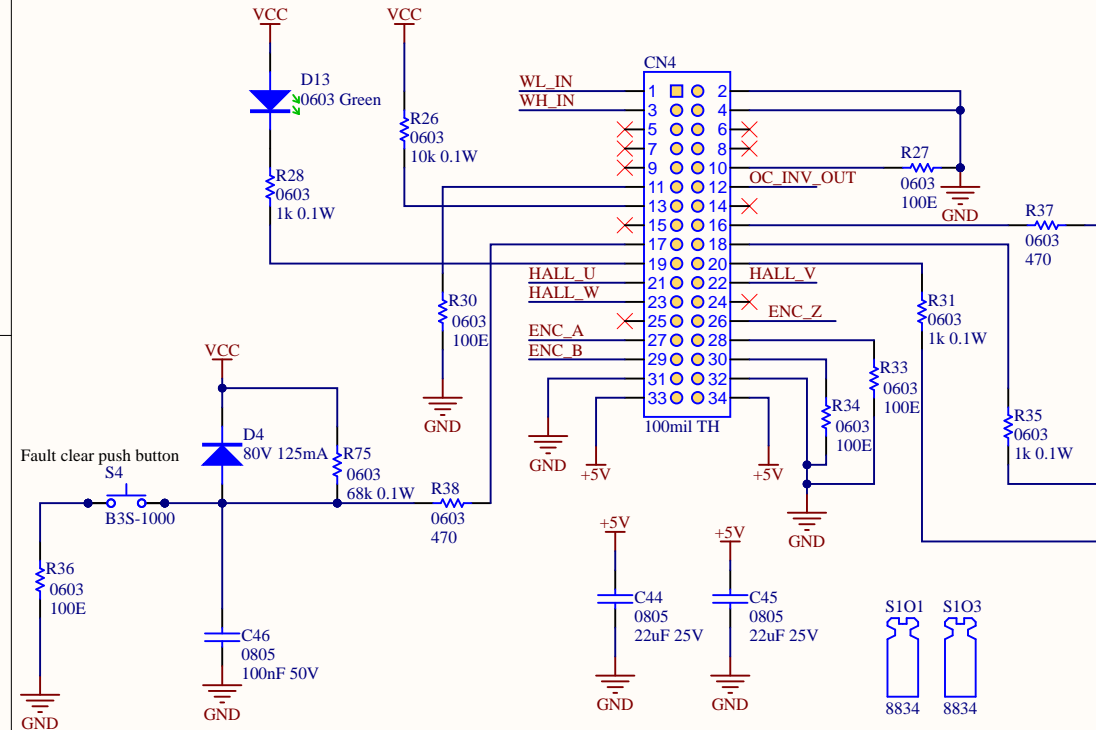 VCC
VCC
D13
0603 Green
R26
0603
10k 0.1W
R28
0603
1k 0.1W
CN4
WL_IN
WH_IN
1 2
3 4
5 6
7 8
9 10
11 12
13 14
15 16
17 18
19 20
21 22
23 24
25 26
27 28
29 30
31 32
33 34
100mil TH
R27
0603
100E
OC_INV_OUT
GND
R37
0603
470
HALL_U
HALL_W
HALL_V
ENC_Z
ENC_A
ENC_B
R30
0603
100E
GND
R31
0603
1k 0.1W
R33
0603
100E
R34
0603
100E
R35
0603
1k 0.1W
GND
+5V
+5V
GND
VCC
D4
80V 125mA
R75
0603
68k 0.1W
Fault clear push button
S4
B3S-1000
R38
0603
470
R36
0603
100E
GND
C46
0805
100nF 50V
GND
+5V
C44
0805
22uF 25V
GND
+5V
C45
0805
22uF 25V
GND
S1O1
8834
S1O3
8834